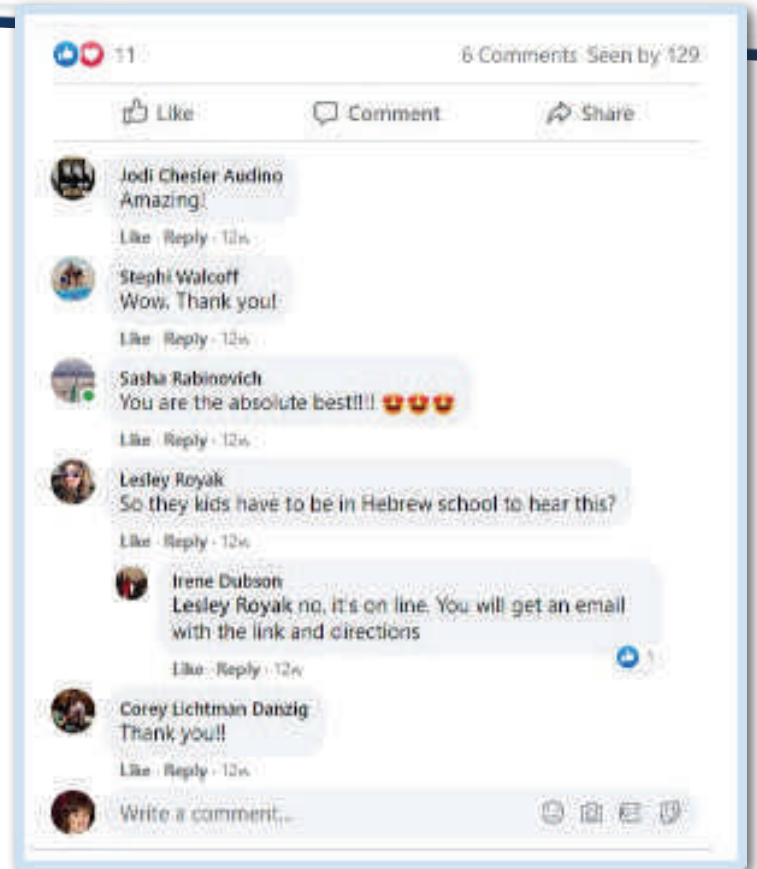 11 6 Comments Seen by 129
Like Comment Share
Jodi Chesler Audino
Amazing!
Like · Reply · 12w
Stephi Walcoff
Wow. Thank you!
Like · Reply · 12w
Sasha Rabinovich
You are the absolute best!!!! 🤩🤩🤩
Like · Reply · 12w
Lesley Royak
So they kids have to be in Hebrew school to hear this?
Like · Reply · 12w
Irene Dubson
Lesley Royak no, it's on line. You will get an email
with the link and directions
1
Like · Reply · 12w
Corey Lichtman Danzig
Thank you!!
Like · Reply · 12w
Write a comment...